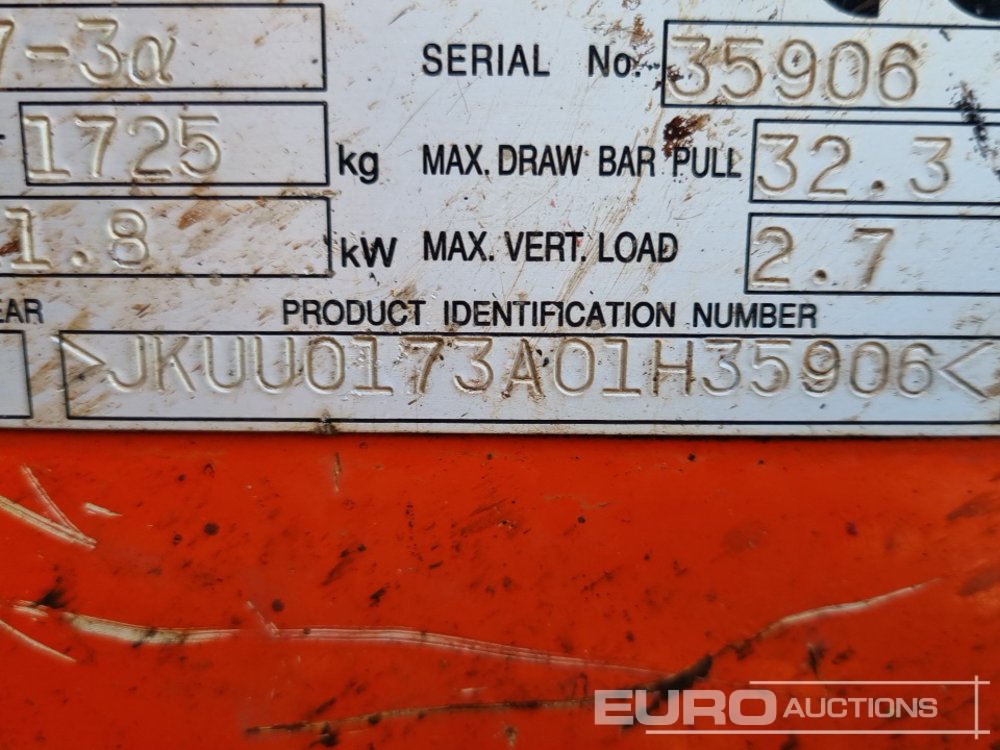 7-3α SERIAL No. 35906
1725 kg MAX. DRAW BAR PULL 32.3
1.8 kW MAX. VERT. LOAD 2.7
EAR PRODUCT IDENTIFICATION NUMBER
>JKUU0173A01H35906<
EURO AUCTIONS